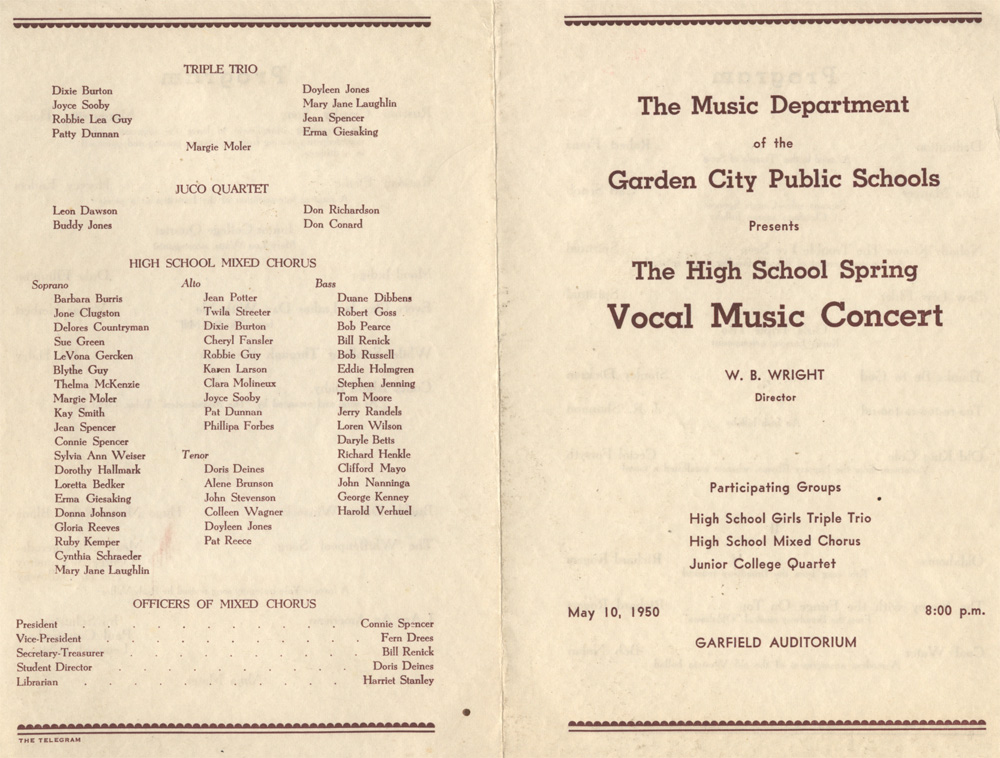 TRIPLE TRIO
Dixie Burton Doyleen Jones
Joyce Sooby Mary Jane Laughlin
Robbie Lea Guy Jean Spencer
Patty Dunnan Erma Giesaking
Margie Moler
JUCO QUARTET
Leon Dawson Don Richardson
Buddy Jones Don Conard
HIGH SCHOOL MIXED CHORUS
Soprano
Barbara Burris
Jone Clugston
Delores Countryman
Sue Green
LeVona Gercken
Blythe Guy
Thelma McKenzie
Margie Moler
Kay Smith
Jean Spencer
Connie Spencer
Sylvia Ann Weiser
Dorothy Hallmark
Loretta Bedker
Erma Giesaking
Donna Johnson
Gloria Reeves
Ruby Kemper
Cynthia Schraeder
Mary Jane Laughlin
Alto
Jean Potter
Twila Streeter
Dixie Burton
Cheryl Fansler
Robbie Guy
Karen Larson
Clara Molineux
Joyce Sooby
Pat Dunnan
Phillipa Forbes
Tenor
Doris Deines
Alene Brunson
John Stevenson
Colleen Wagner
Doyleen Jones
Pat Reece
Bass
Duane Dibbens
Robert Goss
Bob Pearce
Bill Renick
Bob Russell
Eddie Holmgren
Stephen Jenning
Tom Moore
Jerry Randels
Loren Wilson
Daryle Betts
Richard Henkle
Clifford Mayo
John Nanninga
George Kenney
Harold Verhuel
OFFICERS OF MIXED CHORUS
President Connie Spencer
Vice-President . . . . . . . . . . Fern Drees
Secretary-Treasurer . . . . . . . . . Bill Renick
Student Director . . . . . . . . . Doris Deines
Librarian . . . . . . . . . . Harriet Stanley
THE TELEGRAM
The Music Department
of the
Garden City Public Schools
Presents
The High School Spring
Vocal Music Concert
W. B. WRIGHT
Director
Participating Groups
High School Girls Triple Trio
High School Mixed Chorus
Junior College Quartet
May 10, 1950 8:00 p.m.
GARFIELD AUDITORIUM